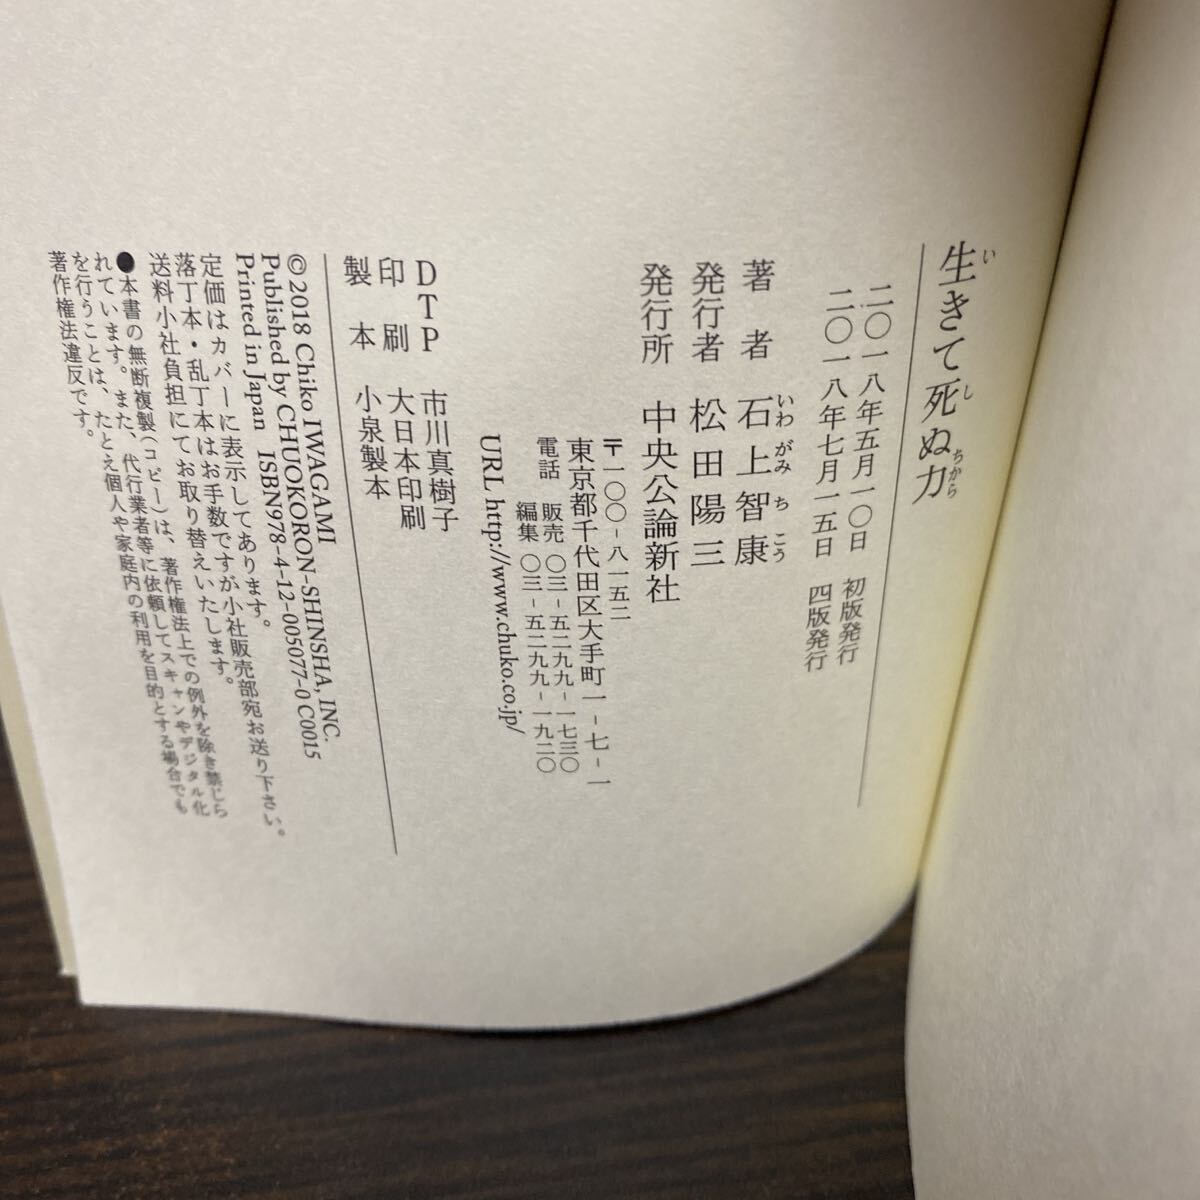 生きて死ぬ力
い
し
ちから
二〇一八年五月一〇日 初版発行
二〇一八年七月一五日 四版発行
著者 石上智康
いわ がみ ち こう
発行者 松田陽三
発行所 中央公論新社
〒一〇〇-八一五二
東京都千代田区大手町一-七-一
電話 販売 〇三-五二九九-一七三〇
編集 〇三-五二九九-一九二〇
URL http://www.chuko.co.jp/
DTP 市川真樹子
印刷 大日本印刷
製本 小泉製本
©2018 Chiko IWAGAMI
Published by CHUOKORON-SHINSHA, INC.
Printed in Japan ISBN978-4-12-005077-0 C0015
定価はカバーに表示してあります。
落丁本・乱丁本はお手数ですが小社販売部宛お送り下さい。
送料小社負担にてお取り替えいたします。
●本書の無断複製(コピー)は、著作権法上での例外を除き禁じら
れています。また、代行業者等に依頼してスキャンやデジタル化
を行うことは、たとえ個人や家庭内の利用を目的とする場合でも
著作権法違反です。